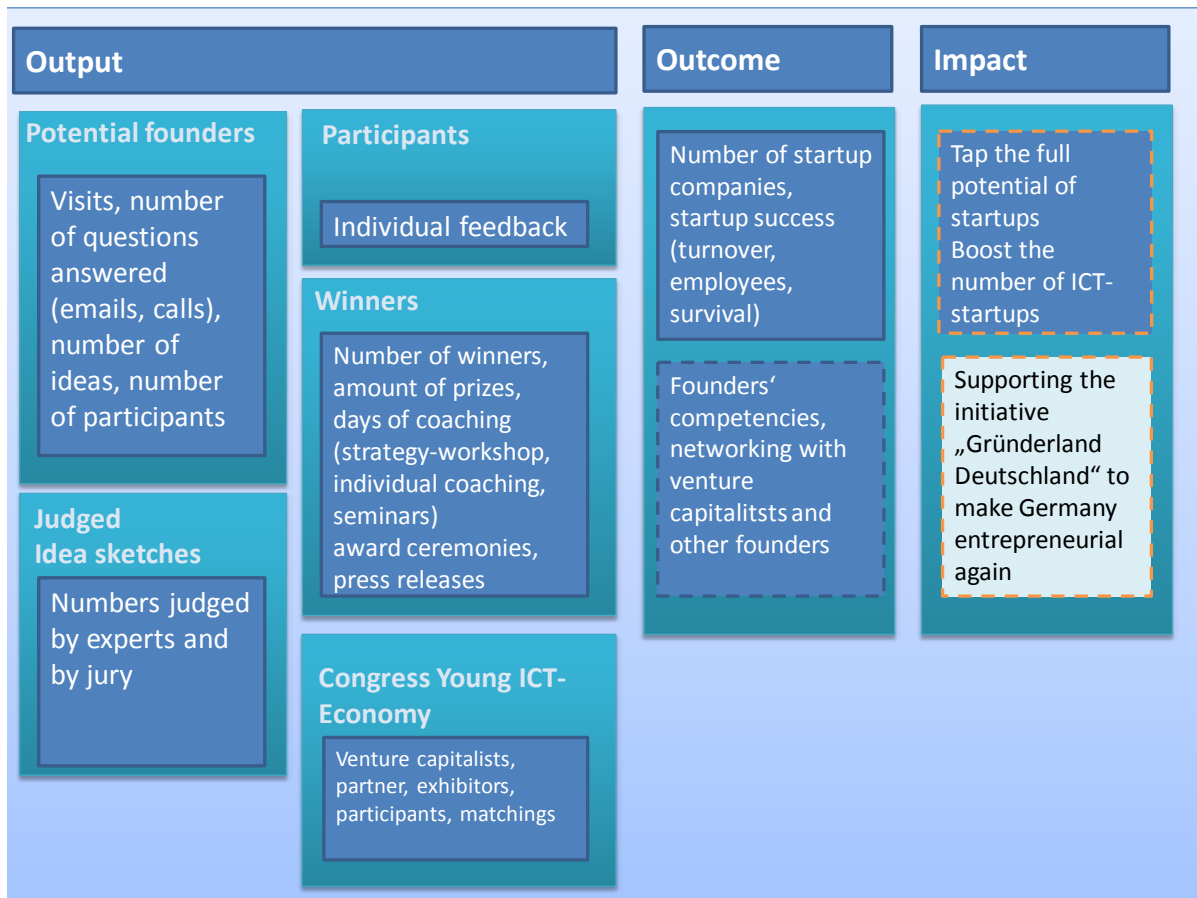 Output
Potential founders
Visits, number
of questions
answered
(emails, calls),
number of
ideas, number
of participants
Judged
Idea sketches
Numbers judged
by experts and
by jury
Participants
Individual feedback
Winners
Number of winners,
amount of prizes,
days of coaching
(strategy-workshop,
individual coaching,
seminars)
award ceremonies,
press releases
Congress Young ICT-
Economy
Venture capitalists,
partner, exhibitors,
participants, matchings
Outcome
Number of startup
companies,
startup success
(turnover,
employees,
survival)
Founders‘
competencies,
networking with
venture
capitalitsts and
other founders
Impact
Tap the full
potential of
startups
Boost the
number of ICT-
startups
Supporting the
initiative
„Gründerland
Deutschland“ to
make Germany
entrepreneurial
again